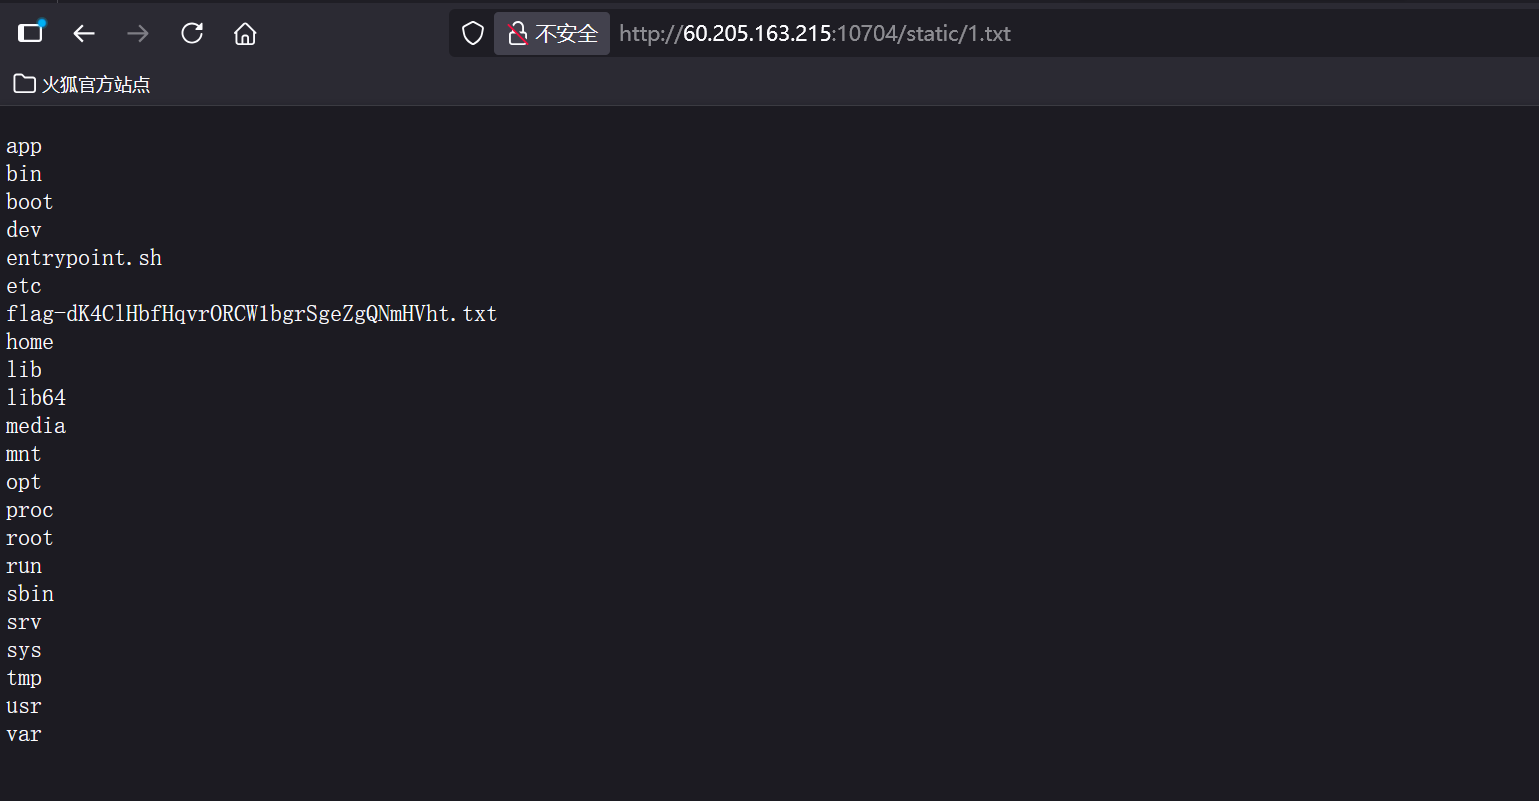 不安全 http://60.205.163.215:10704/static/1.txt
火狐官方站点
app
bin
boot
dev
entrypoint.sh
etc
flag-dK4ClHbfHqvrORCW1bgrSgeZgQNmHVht.txt
home
lib
lib64
media
mnt
opt
proc
root
run
sbin
srv
sys
tmp
usr
var